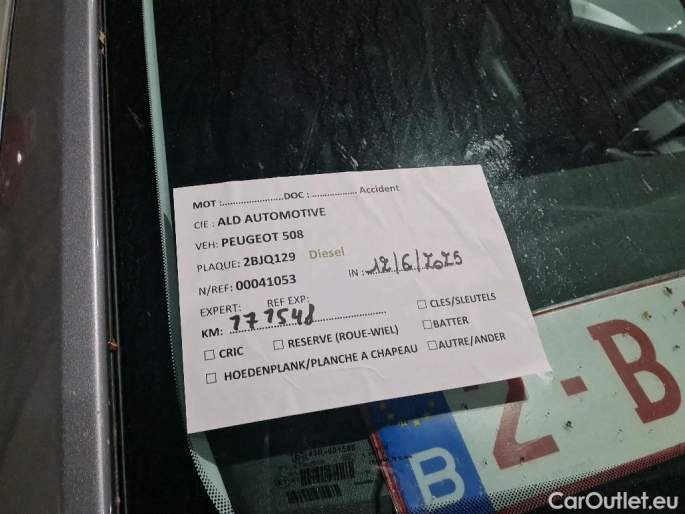 MOT :......................DOC : ................. Accident
CIE : ALD AUTOMOTIVE
VEH: PEUGEOT 508
PLAQUE: 2BJQ129 Diesel
N/REF: 00041053 IN : 12/6/2025
EXPERT: REF EXP:
KM: 177548
☐ CLES/SLEUTELS
☐ CRIC ☐ RESERVE (ROUE-WIEL) ☐ BATTER
☐ HOEDENPLANK/PLANCHE A CHAPEAU ☐ AUTRE/ANDER
B 2-B
CarOutlet.eu